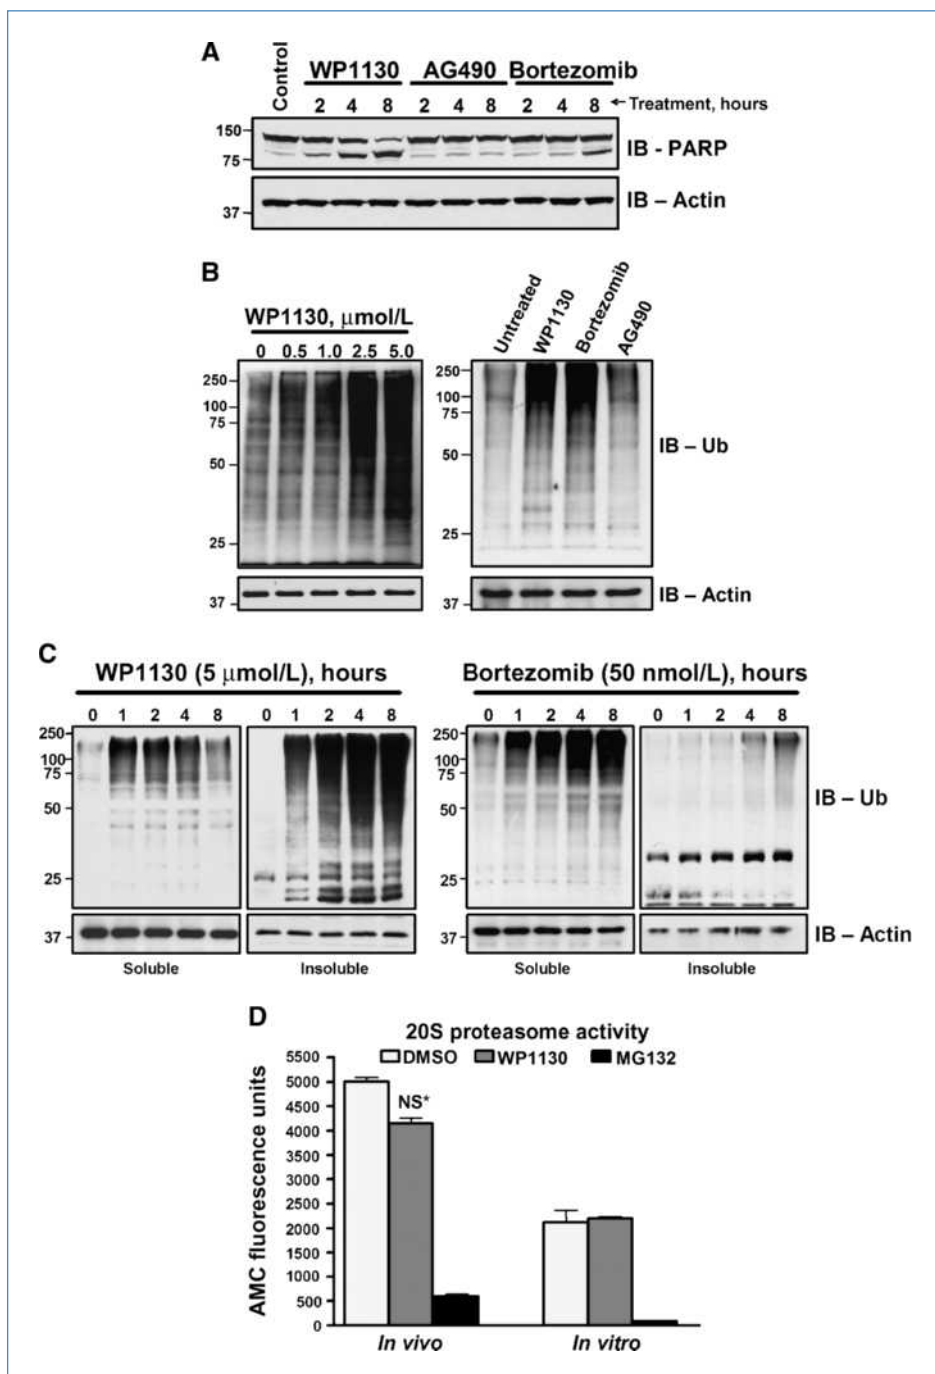 A
Control WP1130 AG490 Bortezomib
2 4 8 2 4 8 2 4 8 ←Treatment, hours
150
75
IB - PARP
37
IB – Actin
B
WP1130, μmol/L
0 0.5 1.0 2.5 5.0
Untreated WP1130 Bortezomib AG490
250
100
75
50
25
250
100
75
50
25
IB – Ub
37
37
IB – Actin
C
WP1130 (5 μmol/L), hours Bortezomib (50 nmol/L), hours
0 1 2 4 8 0 1 2 4 8 0 1 2 4 8 0 1 2 4 8
250
100
75
50
25
250
100
75
50
25
IB – Ub
37
37
IB – Actin
Soluble Insoluble Soluble Insoluble
D
20S proteasome activity
DMSO WP1130 MG132
AMC fluorescence units
5500
5000
4500
4000
3500
3000
2500
2000
1500
1000
500
0
NS*
In vivo In vitro